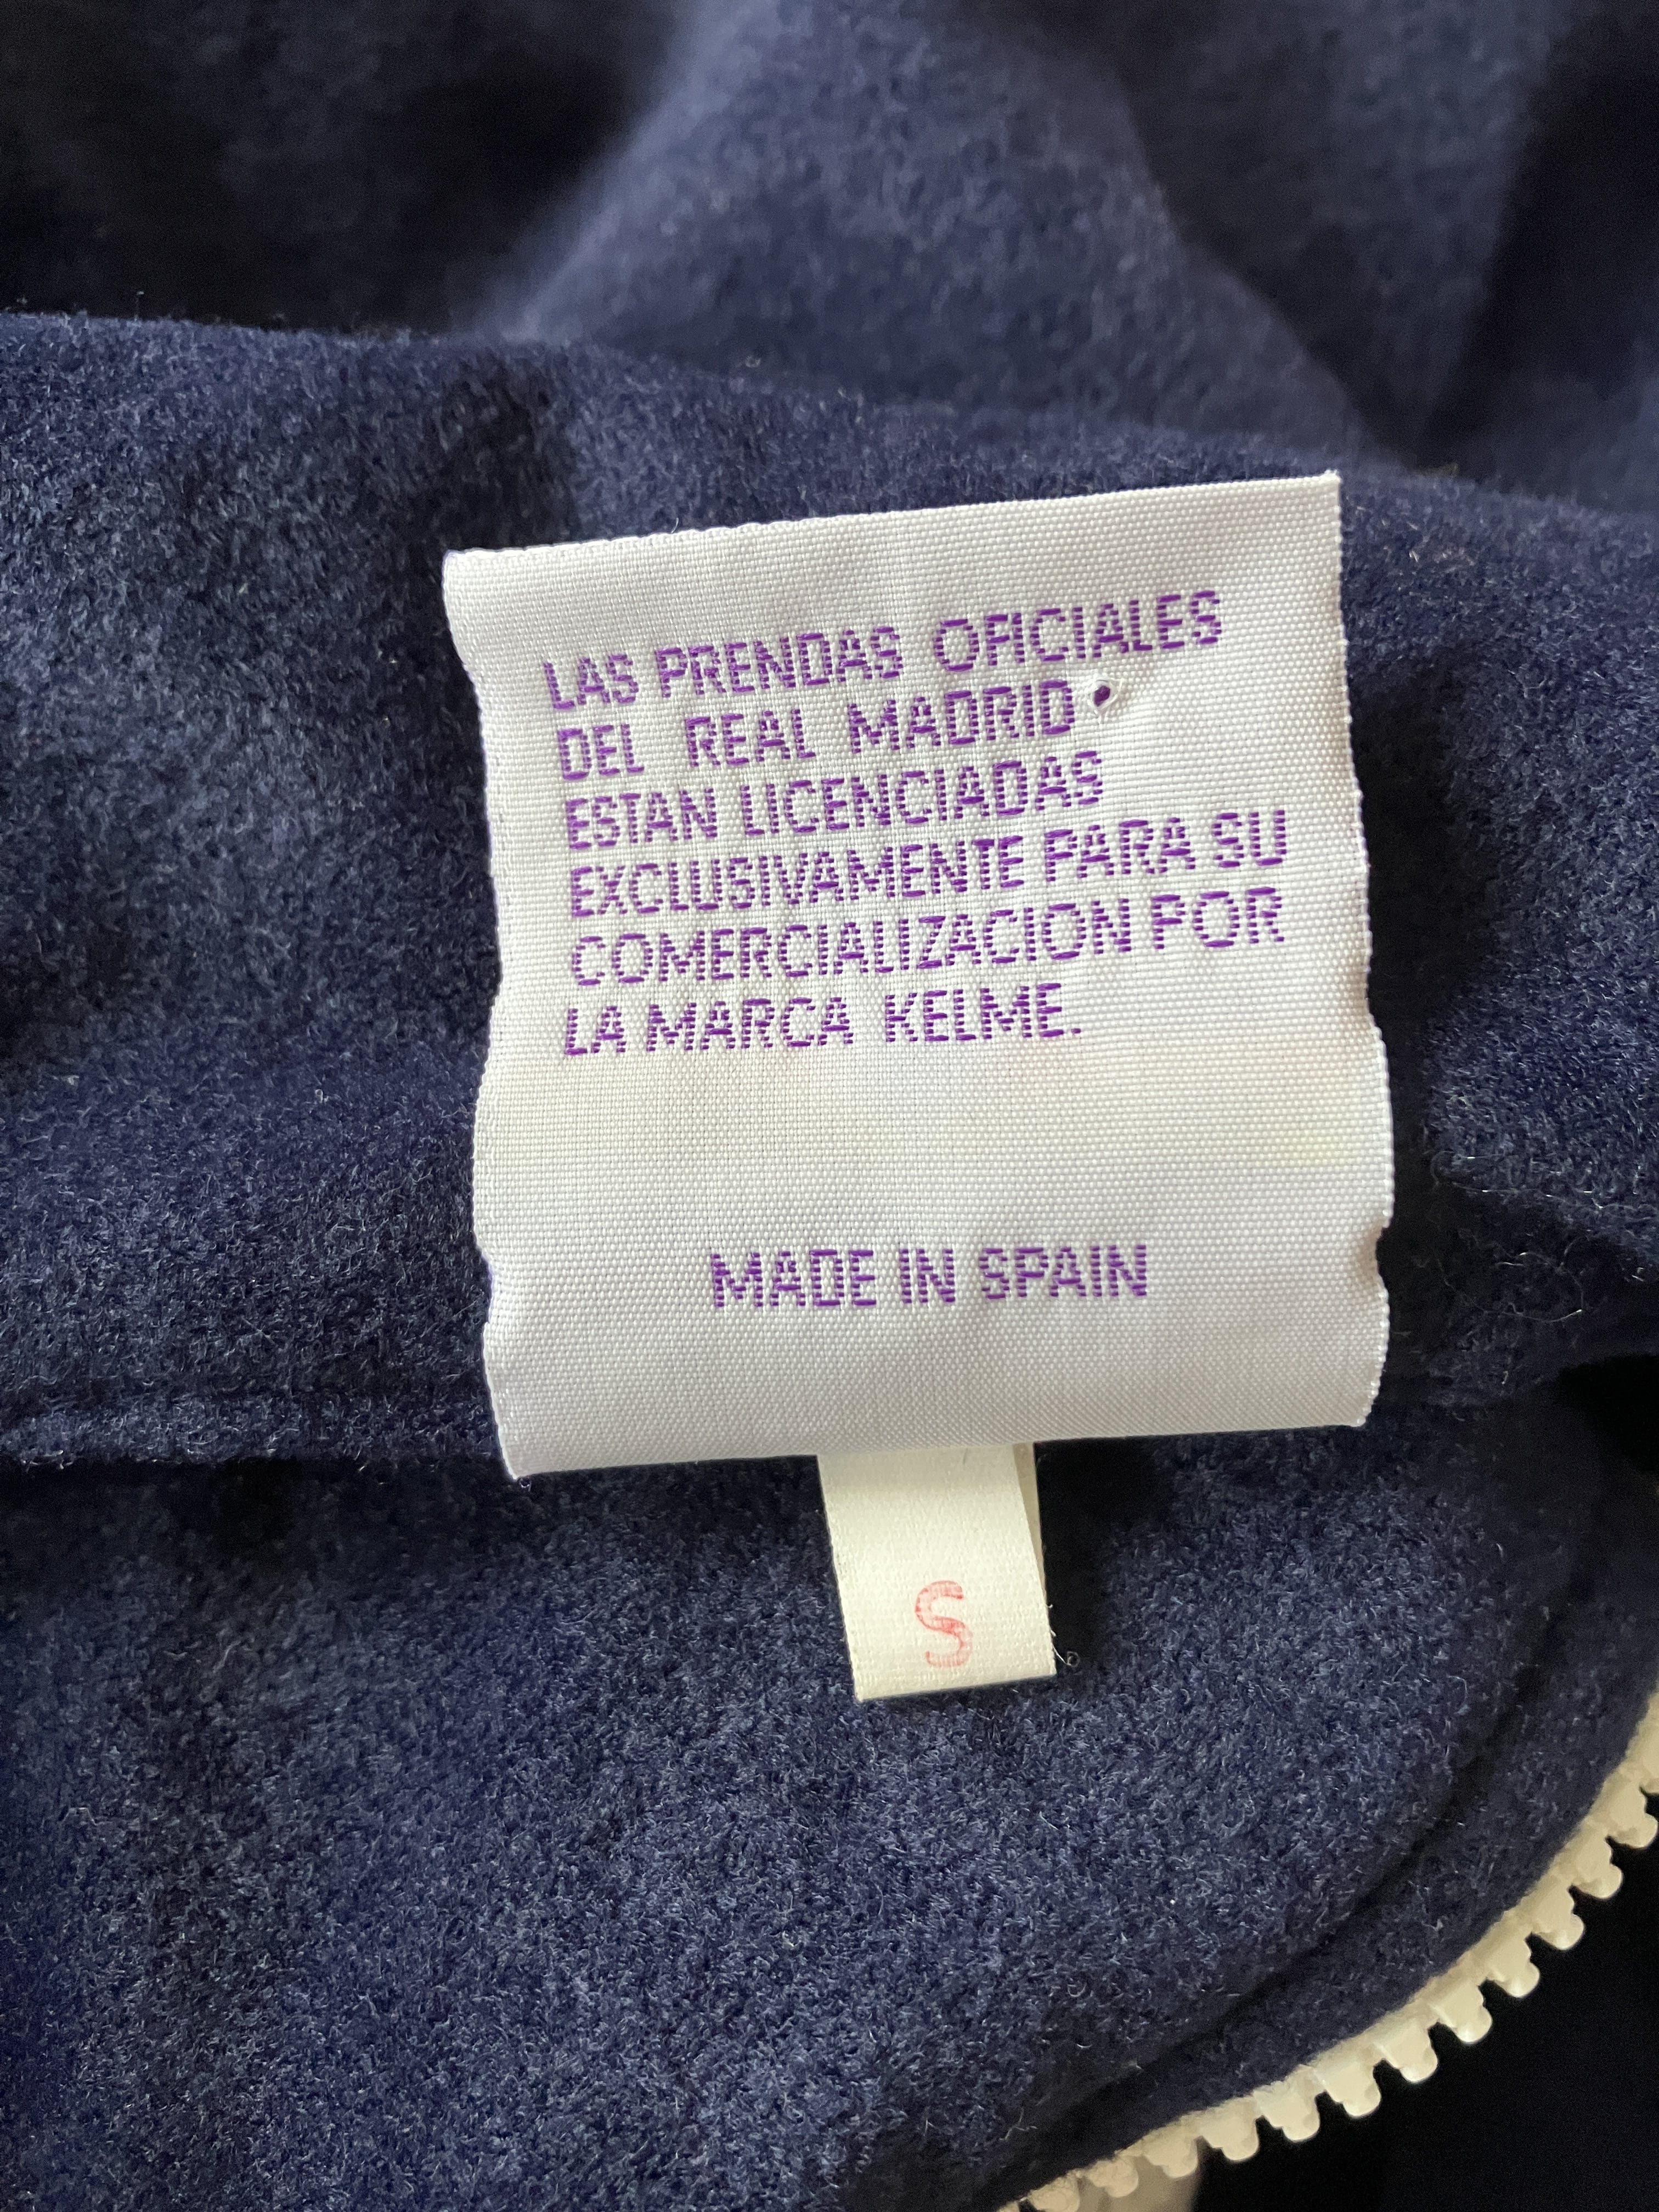 LAS PRENDAS OFICIALES
DEL REAL MADRID
ESTAN LICENCIADAS
EXCLUSIVAMENTE PARA SU
COMERCIALIZACION POR
LA MARCA KELME.
MADE IN SPAIN
S